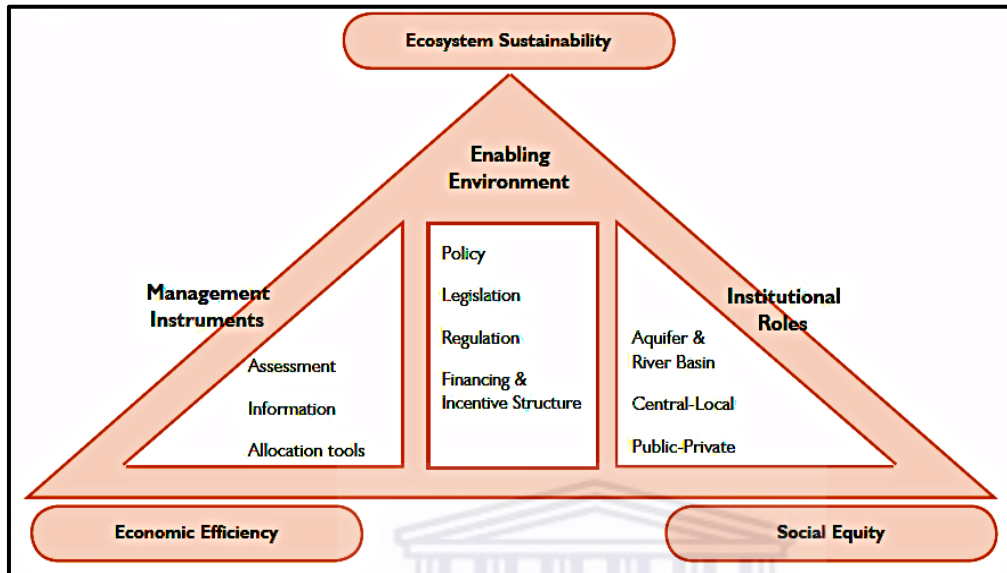 Ecosystem Sustainability
Enabling
Environment
Management
Instruments
Assessment
Information
Allocation tools
Policy
Legislation
Regulation
Financing &
Incentive Structure
Institutional
Roles
Aquifer &
River Basin
Central-Local
Public-Private
Economic Efficiency
Social Equity